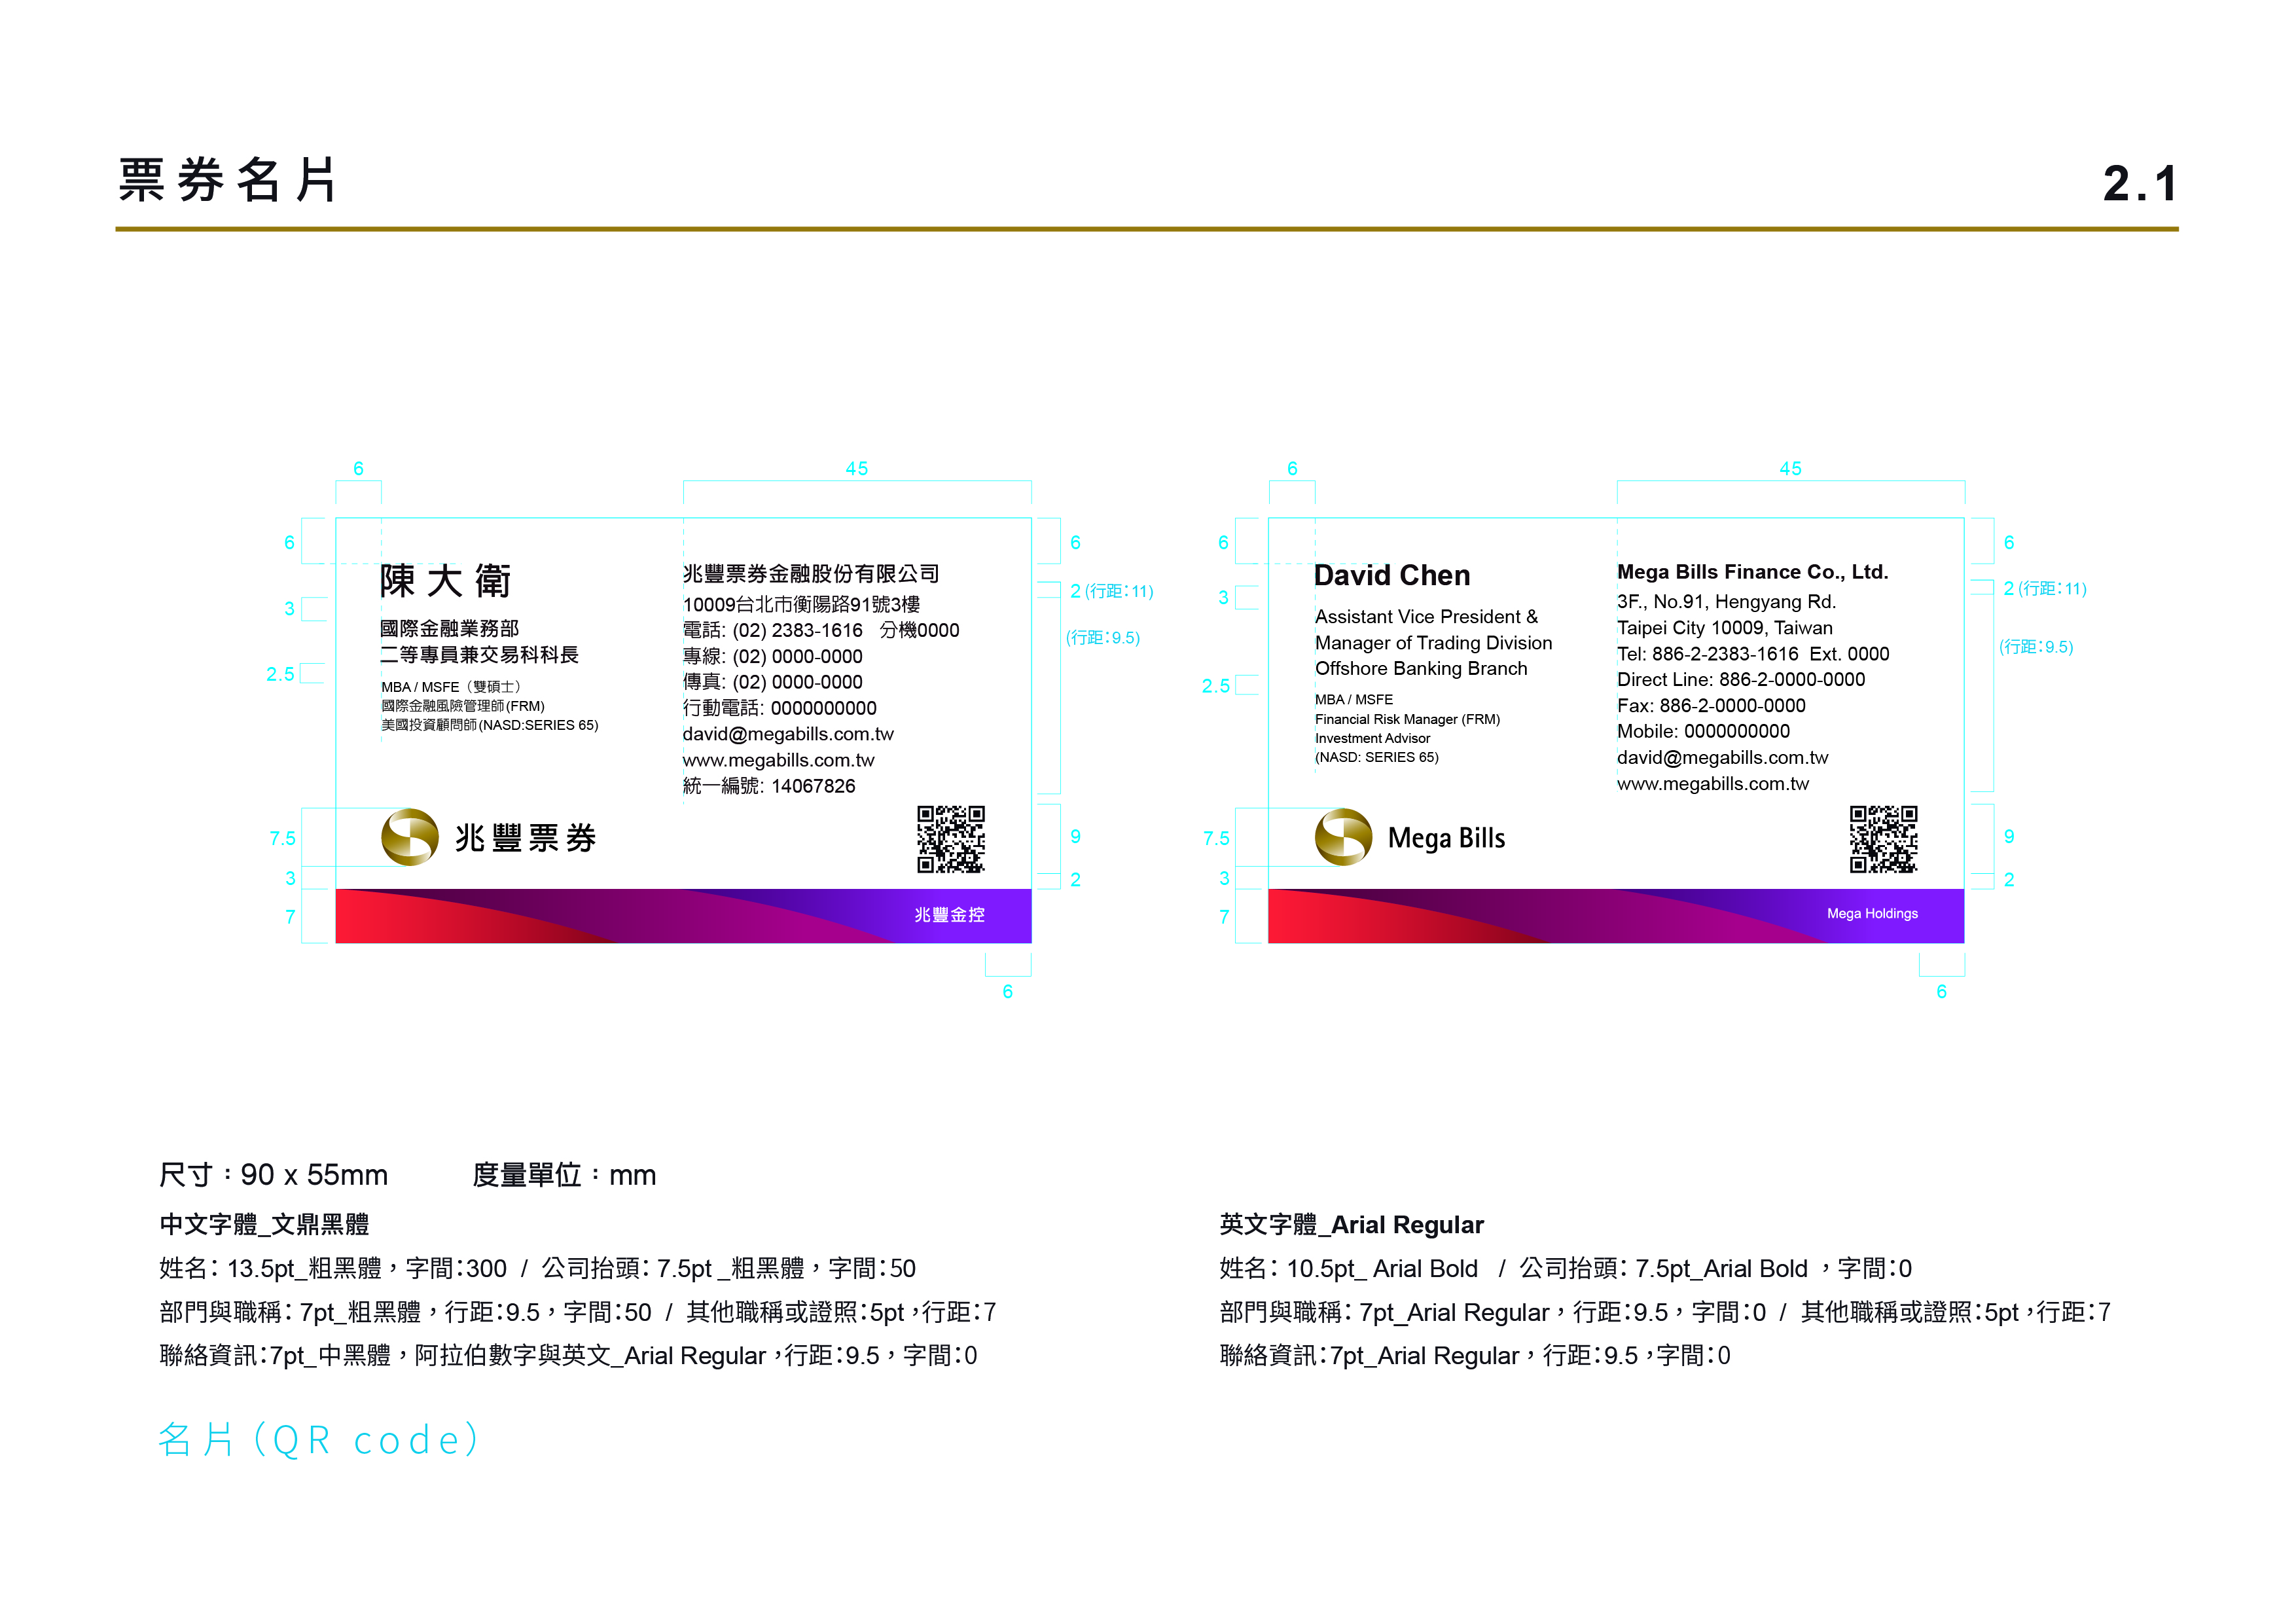 票券名片
2.1
6
45
6
3
2.5
7.5
3
7
陳大衛
國際金融業務部
二等專員兼交易科科長
MBA / MSFE（雙碩士）
國際金融風險管理師(FRM)
美國投資顧問師(NASD:SERIES 65)
兆豐票券
兆豐票券金融股份有限公司
10009台北市衡陽路91號3樓
電話: (02) 2383-1616 分機0000
專線: (02) 0000-0000
傳真: (02) 0000-0000
行動電話: 0000000000
david@megabills.com.tw
www.megabills.com.tw
統一編號: 14067826
兆豐金控
6
2 (行距：11)
(行距：9.5)
9
2
6
6
45
6
3
2.5
7.5
3
7
David Chen
Assistant Vice President &
Manager of Trading Division
Offshore Banking Branch
MBA / MSFE
Financial Risk Manager (FRM)
Investment Advisor
(NASD: SERIES 65)
Mega Bills
Mega Bills Finance Co., Ltd.
3F., No.91, Hengyang Rd.
Taipei City 10009, Taiwan
Tel: 886-2-2383-1616 Ext. 0000
Direct Line: 886-2-0000-0000
Fax: 886-2-0000-0000
Mobile: 0000000000
david@megabills.com.tw
www.megabills.com.tw
Mega Holdings
6
2 (行距：11)
(行距：9.5)
9
2
6
尺寸：90 x 55mm 度量單位：mm
中文字體_文鼎黑體
姓名：13.5pt_粗黑體，字間：300 / 公司抬頭：7.5pt _粗黑體，字間：50
部門與職稱：7pt_粗黑體，行距：9.5，字間：50 / 其他職稱或證照：5pt，行距：7
聯絡資訊：7pt_中黑體，阿拉伯數字與英文_Arial Regular，行距：9.5，字間：0
英文字體_Arial Regular
姓名：10.5pt_ Arial Bold / 公司抬頭：7.5pt_Arial Bold ，字間：0
部門與職稱：7pt_Arial Regular，行距：9.5，字間：0 / 其他職稱或證照：5pt，行距：7
聯絡資訊：7pt_Arial Regular，行距：9.5，字間：0
名片（QR code）